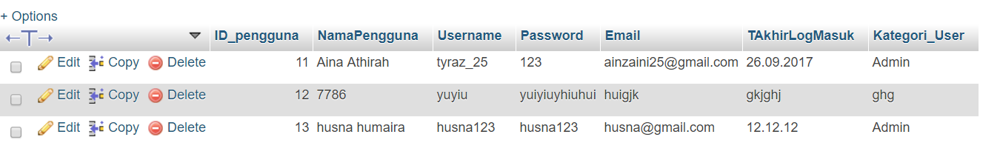 + Options
←T→ ID_pengguna NamaPengguna Username Password Email TAkhirLogMasuk Kategori_User
Edit Copy Delete 11 Aina Athirah tyraz_25 123 ainzaini25@gmail.com 26.09.2017 Admin
Edit Copy Delete 12 7786 yuyiu yuiyiuyhiuhui huigjk gkjghj ghg
Edit Copy Delete 13 husna humaira husna123 husna123 husna@gmail.com 12.12.12 Admin